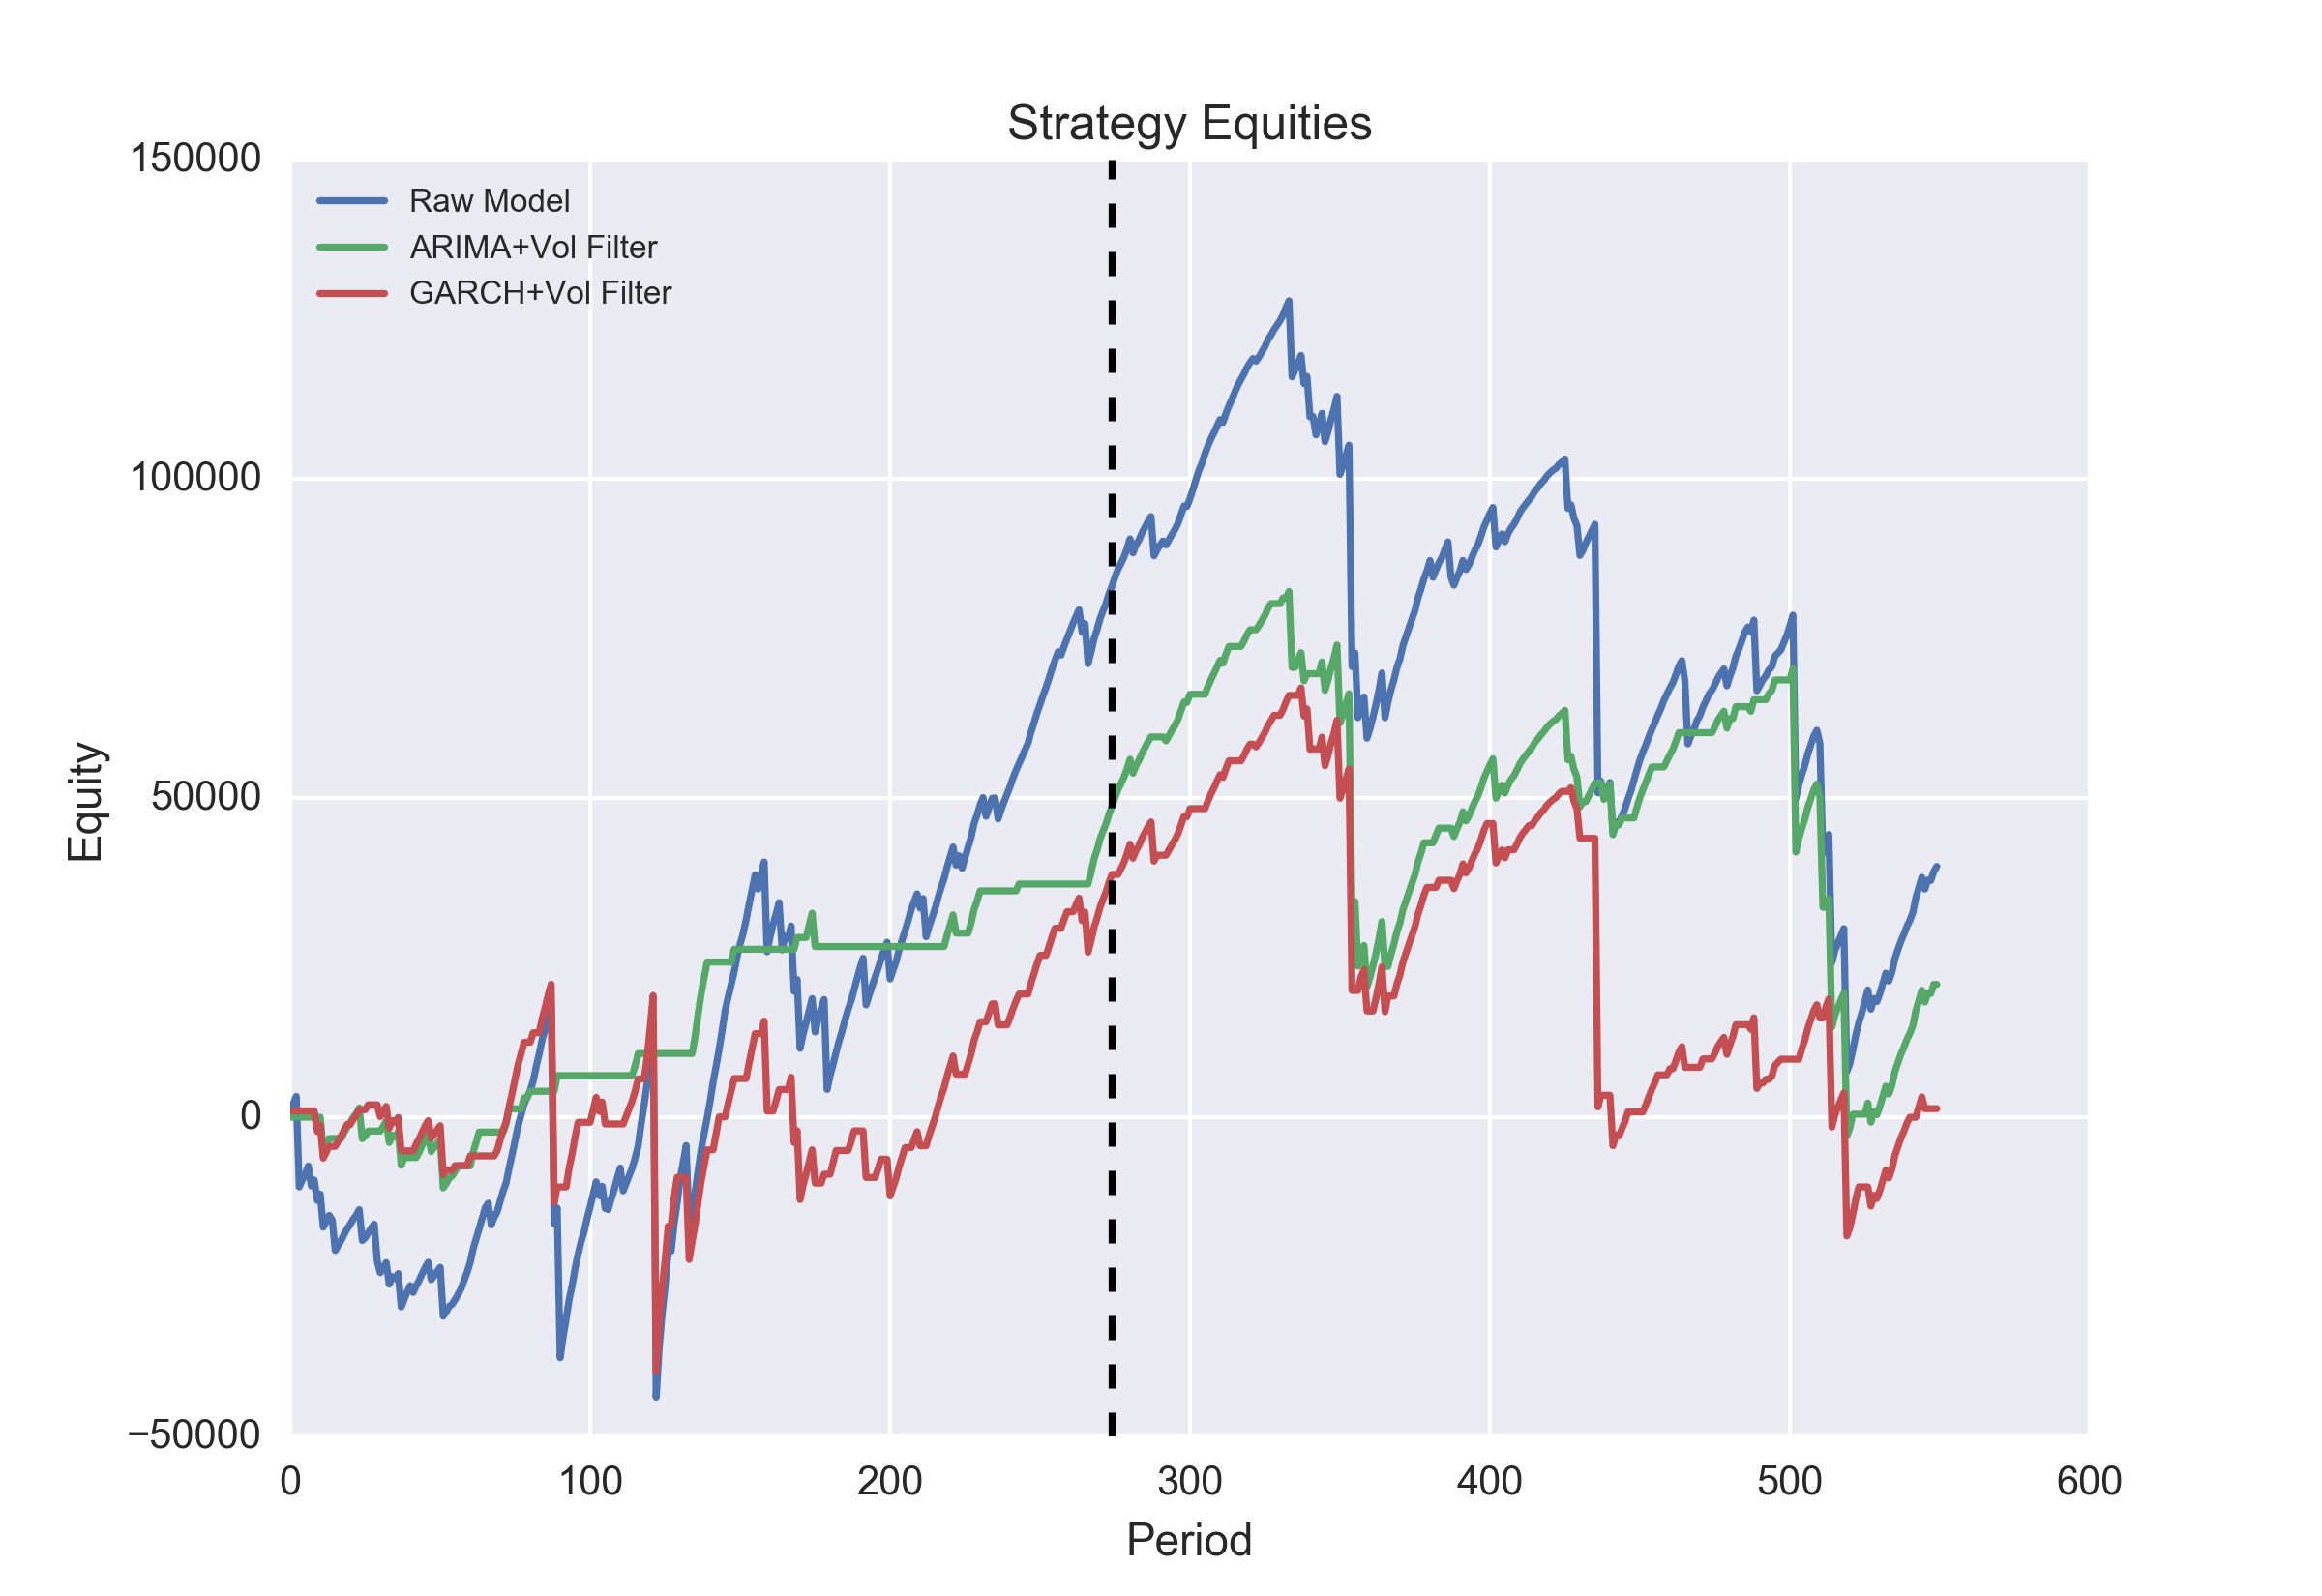 Strategy Equities
150000
100000
50000
0
−50000
Raw Model
ARIMA+Vol Filter
GARCH+Vol Filter
Equity
0 100 200 300 400 500 600
Period